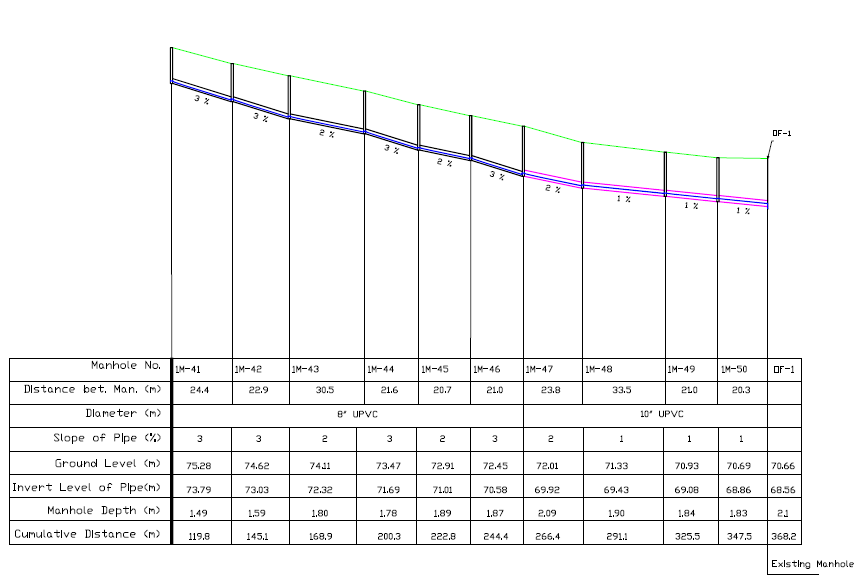 OF-1
3 %
3 %
2 %
3 %
2 %
3 %
2 %
1 %
1 %
1 %
Manhole No. 1M-41 1M-42 1M-43 1M-44 1M-45 1M-46 1M-47 1M-48 1M-49 1M-50 OF-1
Distance bet. Man. (m) 24.4 22.9 30.5 21.6 20.7 21.0 23.8 33.5 21.0 20.3
Diameter (m) 8" UPVC 10" UPVC
Slope of Pipe (%) 3 3 2 3 2 3 2 1 1 1
Ground Level (m) 75.28 74.62 74.11 73.47 72.91 72.45 72.01 71.33 70.93 70.69 70.66
Invert Level of Pipe(m) 73.79 73.03 72.32 71.69 71.01 70.58 69.92 69.43 69.08 68.86 68.56
Manhole Depth (m) 1.49 1.59 1.80 1.78 1.89 1.87 2.09 1.90 1.84 1.83 2.1
Cumulative Distance (m) 119.8 145.1 168.9 200.3 222.8 244.4 266.4 291.1 325.5 347.5 368.2
Existing Manhole